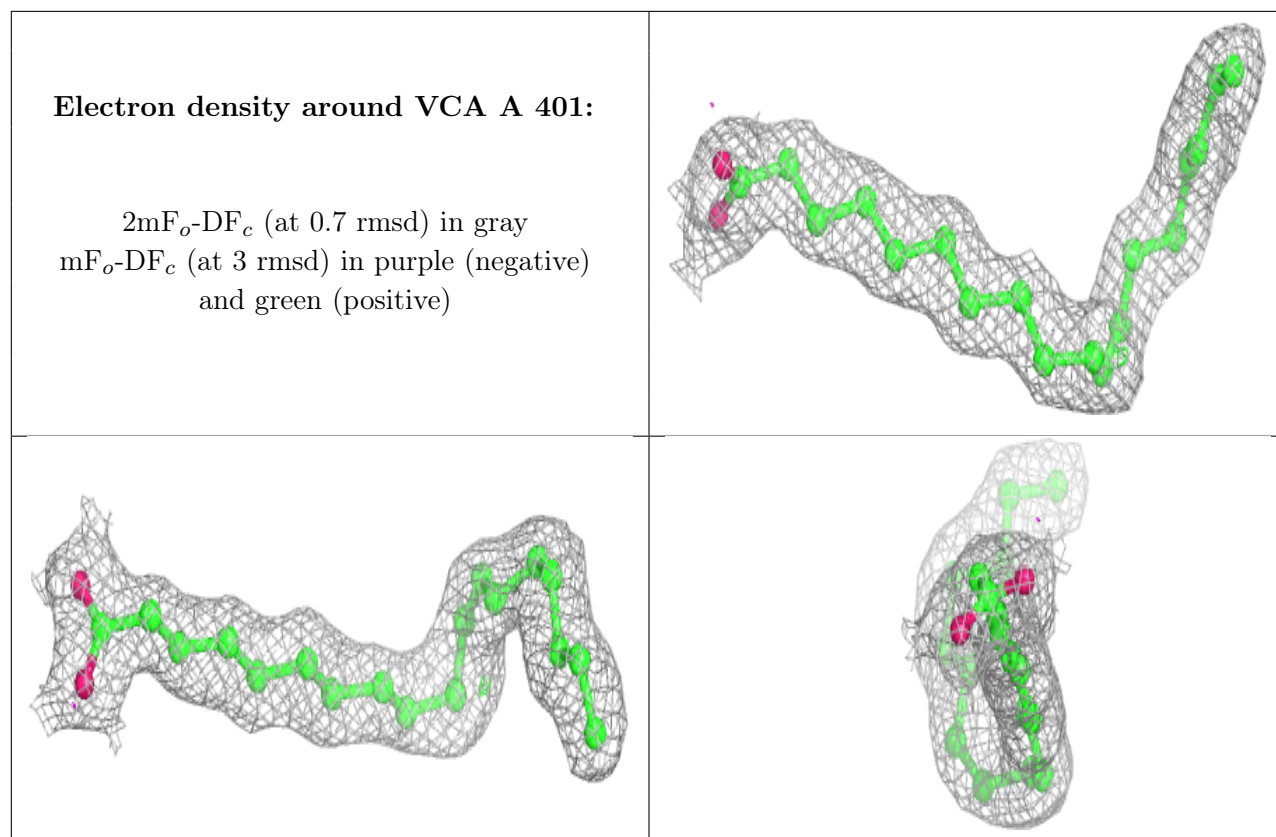 Electron density around VCA A 401:
2mFₒ-DF𝒸 (at 0.7 rmsd) in gray
mFₒ-DF𝒸 (at 3 rmsd) in purple (negative)
and green (positive)